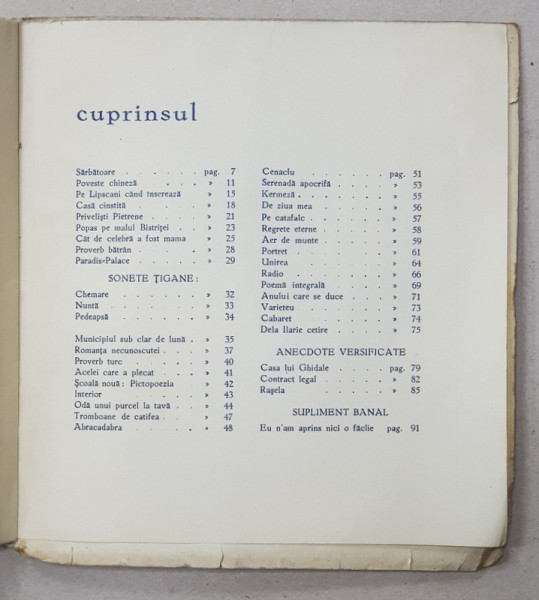 cuprinsul
Sărbătoare . . . . . . pag. 7
Poveste chineză . . . » 11
Pe Lipscani când înserează » 15
Casă cinstită . . . . . » 18
Priveliști Pietrene . . . . » 21
Popas pe malul Bistriței . . » 23
Cât de celebră a fost mama » 25
Proverb bătrân . . . . » 28
Paradis-Palace . . . . . » 29
SONETE ȚIGANE:
Chemare . . . . . . » 32
Nuntă . . . . . . » 33
Pedeapsă . . . . . . » 34
Municipiul sub clar de lună . » 35
Romanța necunoscutei . . . » 37
Proverb turc . . . . . » 40
Acelei care a plecat . . . » 41
Școală nouă: Pictopoezia » 42
Interior . . . . . » 43
Odă unui purcel la tavă . . » 44
Tromboane de catifea . . . » 47
Abracadabra . . . . . » 48
Cenaclu . . . . . . pag. 51
Serenadă apocrifă . . . . . » 53
Kermeză . . . . . . . » 55
De ziua mea . . . . . » 56
Pe catafalc . . . . . . » 57
Regrete eterne . . . . . » 58
Aer de munte . . . . . » 59
Portret . . . . . . » 61
Unirea . . . . . . » 64
Radio . . . . . . . » 66
Poemă integrală . . . . » 69
Anului care se duce . . . » 71
Varieteu . . . . . . » 73
Cabaret . . . . . . » 74
Dela Ilarie cetire . . . . . » 75
ANECDOTE VERSIFICATE
Casa lui Ghidale . . . . pag. 79
Contract legal . . . . . » 82
Rașela . . . . . . » 85
SUPLIMENT BANAL
Eu n'am aprins nici o făclie pag. 91